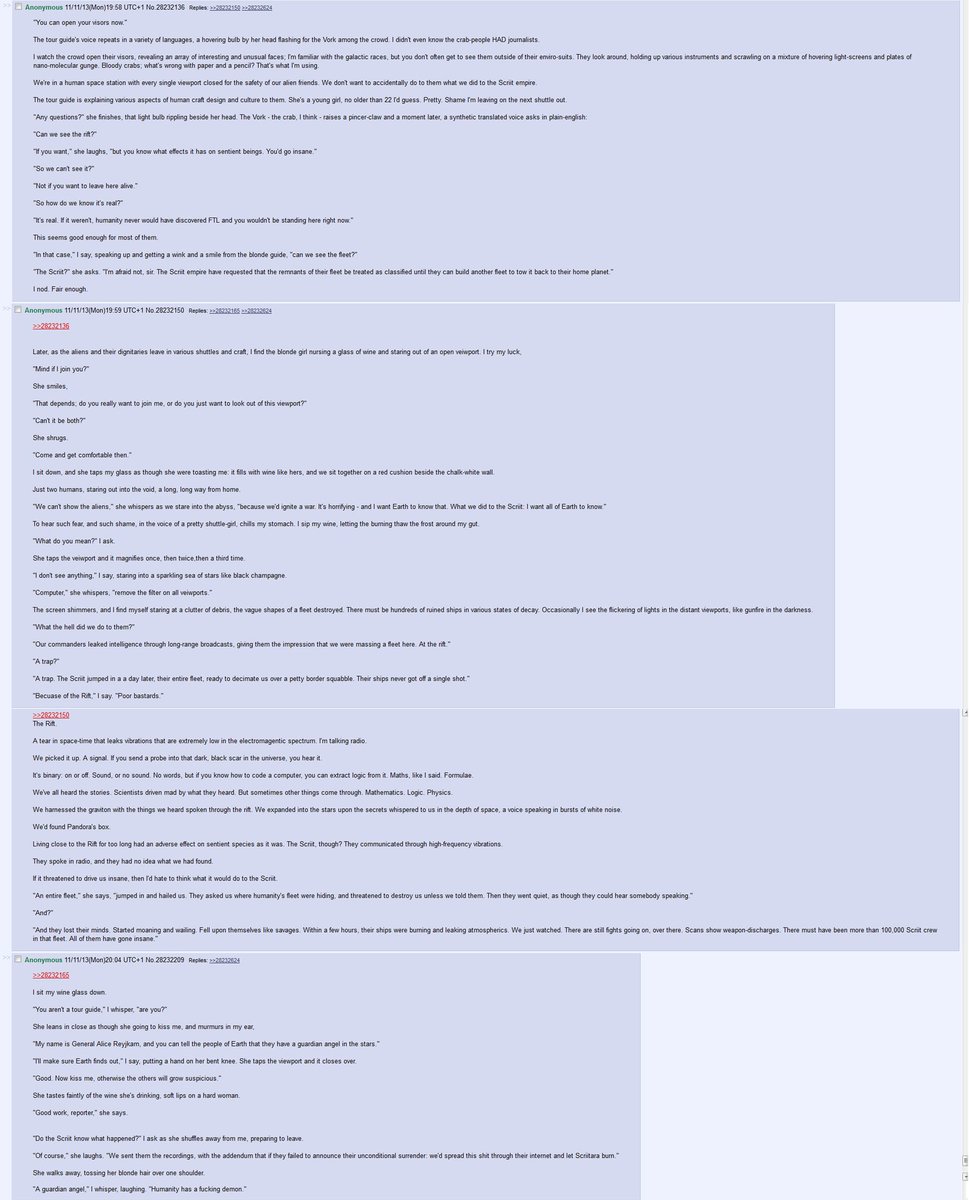 >> Anonymous 11/11/13(Mon)19:58 UTC+1 No.28232136 Replies: >>28232150 >>28232624
"You can open your visors now."
The tour guide's voice repeats in a variety of languages, a hovering bulb by her head flashing for the Vork among the crowd. I didn't even know the crab-people HAD journalists.
I watch the crowd open their visors, revealing an array of interesting and unusual faces; I'm familiar with the galactic races, but you don't often get to see them outside of their enviro-suits. They look around, holding up various instruments and scrawling on a mixture of hovering light-screens and plates of
nano-molecular gunge. Bloody crabs; what's wrong with paper and a pencil? That's what I'm using.
We're in a human space station with every single viewport closed for the safety of our alien friends. We don't want to accidentally do to them what we did to the Scriit empire.
The tour guide is explaining various aspects of human craft design and culture to them. She's a young girl, no older than 22 I'd guess. Pretty. Shame I'm leaving on the next shuttle out.
"Any questions?" she finishes, that light bulb rippling beside her head. The Vork - the crab, I think - raises a pincer-claw and a moment later, a synthetic translated voice asks in plain-english:
"Can we see the rift?"
"If you want," she laughs, "but you know what effects it has on sentient beings. You'd go insane."
"So we can't see it?"
"Not if you want to leave here alive."
"So how do we know it's real?"
"It's real. If it weren't, humanity never would have discovered FTL and you wouldn't be standing here right now."
This seems good enough for most of them.
"In that case," I say, speaking up and getting a wink and a smile from the blonde guide, "can we see the fleet?"
"The Scriit?" she asks. "I'm afraid not, sir. The Scriit empire have requested that the remnants of their fleet be treated as classified until they can build another fleet to tow it back to their home planet."
I nod. Fair enough.
>> Anonymous 11/11/13(Mon)19:59 UTC+1 No.28232150 Replies: >>28232165 >>28232624
>>28232136
Later, as the aliens and their dignitaries leave in various shuttles and craft, I find the blonde girl nursing a glass of wine and staring out of an open veiwport. I try my luck,
"Mind if I join you?"
She smiles,
"That depends; do you really want to join me, or do you just want to look out of this viewport?"
"Can't it be both?"
She shrugs.
"Come and get comfortable then."
I sit down, and she taps my glass as though she were toasting me: it fills with wine like hers, and we sit together on a red cushion beside the chalk-white wall.
Just two humans, staring out into the void, a long, long way from home.
"We can't show the aliens," she whispers as we stare into the abyss, "because we'd ignite a war. It's horrifying - and I want Earth to know that. What we did to the Scriit: I want all of Earth to know."
To hear such fear, and such shame, in the voice of a pretty shuttle-girl, chills my stomach. I sip my wine, letting the burning thaw the frost around my gut.
"What do you mean?" I ask.
She taps the veiwport and it magnifies once, then twice,then a third time.
"I don't see anything," I say, staring into a sparkling sea of stars like black champagne.
"Computer," she whispers, "remove the filter on all veiwports."
The screen shimmers, and I find myself staring at a clutter of debris, the vague shapes of a fleet destroyed. There must be hundreds of ruined ships in various states of decay. Occasionally I see the flickering of lights in the distant viewports, like gunfire in the darkness.
"What the hell did we do to them?"
"Our commanders leaked intelligence through long-range broadcasts, giving them the impression that we were massing a fleet here. At the rift."
"A trap?"
"A trap. The Scriit jumped in a a day later, their entire fleet, ready to decimate us over a petty border squabble. Their ships never got off a single shot."
"Becuase of the Rift," I say. "Poor bastards."
>>28232150
The Rift.
A tear in space-time that leaks vibrations that are extremely low in the electromagentic spectrum. I'm talking radio.
We picked it up. A signal. If you send a probe into that dark, black scar in the universe, you hear it.
It's binary: on or off. Sound, or no sound. No words, but if you know how to code a computer, you can extract logic from it. Maths, like I said. Formulae.
We've all heard the stories. Scientists driven mad by what they heard. But sometimes other things come through. Mathematics. Logic. Physics.
We harnessed the graviton with the things we heard spoken through the rift. We expanded into the stars upon the secrets whispered to us in the depth of space, a voice speaking in bursts of white noise.
We'd found Pandora's box.
Living close to the Rift for too long had an adverse effect on sentient species as it was. The Scriit, though? They communicated through high-frequency vibrations.
They spoke in radio, and they had no idea what we had found.
If it threatened to drive us insane, then I'd hate to think what it would do to the Scriit.
"An entire fleet," she says, "jumped in and hailed us. They asked us where humanity's fleet were hiding, and threatened to destroy us unless we told them. Then they went quiet, as though they could hear somebody speaking."
"And?"
"And they lost their minds. Started moaning and wailing. Fell upon themselves like savages. Within a few hours, their ships were burning and leaking atmospherics. We just watched. There are still fights going on, over there. Scans show weapon-discharges. There must have been more than 100,000 Scriit crew
in that fleet. All of them have gone insane."
>> Anonymous 11/11/13(Mon)20:04 UTC+1 No.28232209 Replies: >>28232624
>>28232165
I sit my wine glass down.
"You aren't a tour guide," I whisper, "are you?"
She leans in close as though she going to kiss me, and murmurs in my ear,
"My name is General Alice Reyjkam, and you can tell the people of Earth that they have a guardian angel in the stars."
"I'll make sure Earth finds out," I say, putting a hand on her bent knee. She taps the viewport and it closes over.
"Good. Now kiss me, otherwise the others will grow suspicious."
She tastes faintly of the wine she's drinking, soft lips on a hard woman.
"Good work, reporter," she says.
"Do the Scriit know what happened?" I ask as she shuffles away from me, preparing to leave.
"Of course," she laughs. "We sent them the recordings, with the addendum that if they failed to announce their unconditional surrender: we'd spread this shit through their internet and let Scriitara burn."
She walks away, tossing her blonde hair over one shoulder.
"A guardian angel," I whisper, laughing. "Humanity has a fucking demon."